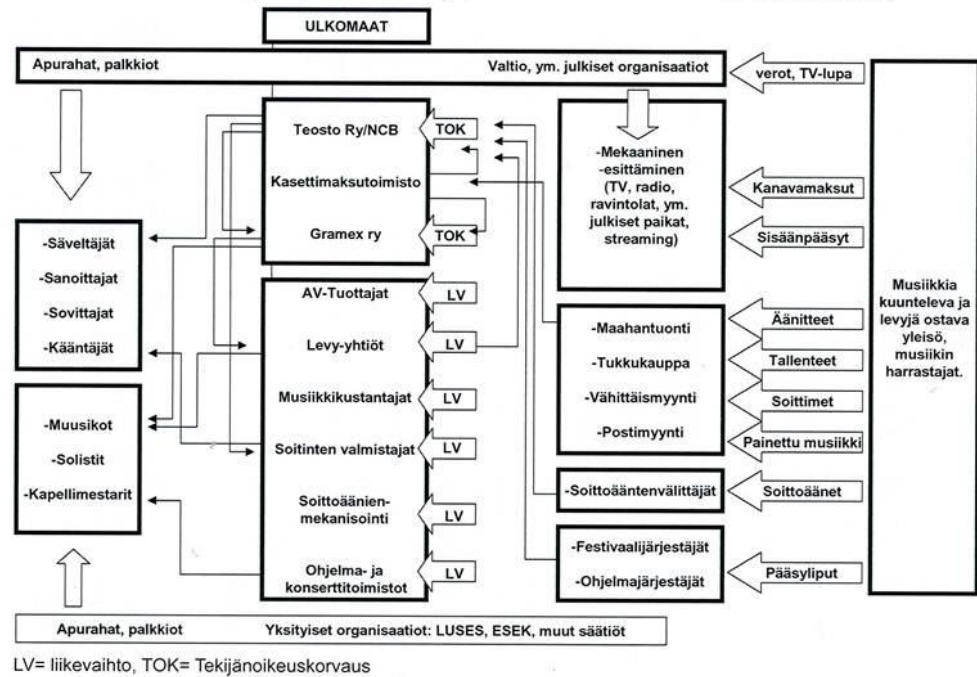 ULKOMAAT
Apurahat, palkkiot
Valtio, ym. julkiset organisaatiot
verot, TV-lupa
Teosto Ry/NCB
TOK
Kasettimaksutoimisto
Gramex ry
TOK
-Mekaaninen
-esittäminen
(TV, radio,
ravintolat, ym.
julkiset paikat,
streaming)
Kanavamaksut
Sisäänpääsyt
-Säveltäjät
-Sanoittajat
-Sovittajat
-Kääntäjät
-Muusikot
-Solistit
-Kapellimestarit
AV-Tuottajat
LV
Levy-yhtiöt
LV
Musiikkikustantajat
LV
Soitinten valmistajat
LV
Soittoäänien-
mekanisointi
LV
Ohjelma- ja
konserttitoimistot
LV
-Maahantuonti
-Tukkukauppa
-Vähittäismyynti
-Postimyynti
Äänitteet
Tallenteet
Soittimet
Painettu musiikki
-Soittoääntenvälittäjät
Soittoäänet
-Festivaalijärjestäjät
-Ohjelmajärjestäjät
Pääsyliput
Musiikkia
kuunteleva ja
levyjä ostava
yleisö,
musiikin
harrastajat.
Apurahat, palkkiot
Yksityiset organisaatiot: LUSES, ESEK, muut säätiöt
LV= liikevaihto, TOK= Tekijänoikeuskorvaus